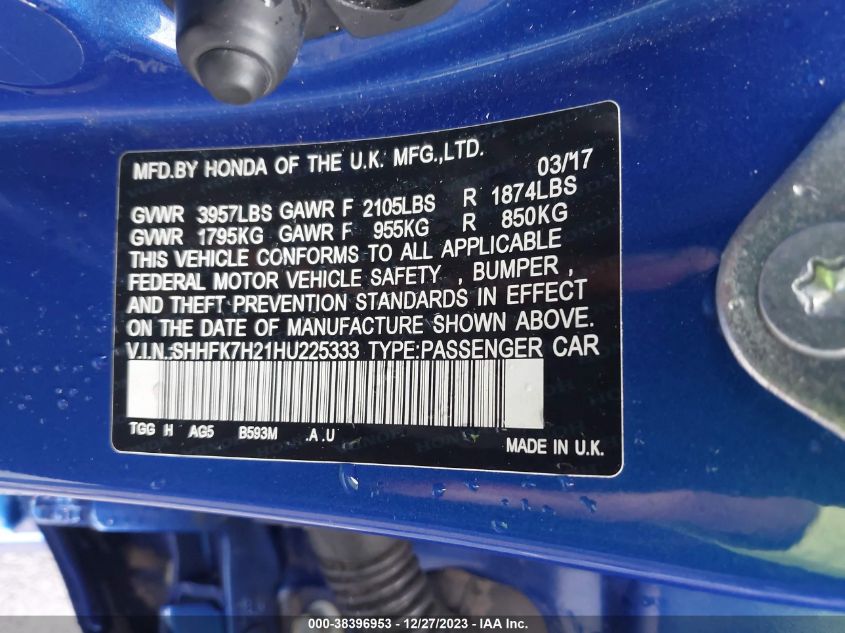 MFD.BY HONDA OF THE U.K. MFG.,LTD.
03/17
GVWR 3957LBS GAWR F 2105LBS R 1874LBS
GVWR 1795KG GAWR F 955KG R 850KG
THIS VEHICLE CONFORMS TO ALL APPLICABLE
FEDERAL MOTOR VEHICLE SAFETY , BUMPER ,
AND THEFT PREVENTION STANDARDS IN EFFECT
ON THE DATE OF MANUFACTURE SHOWN ABOVE.
V.I.N.:SHHFK7H21HU225333 TYPE:PASSENGER CAR
TGG H AG5 B593M .A .U
MADE IN U.K.
000-38396953 - 12/27/2023 - IAA Inc.